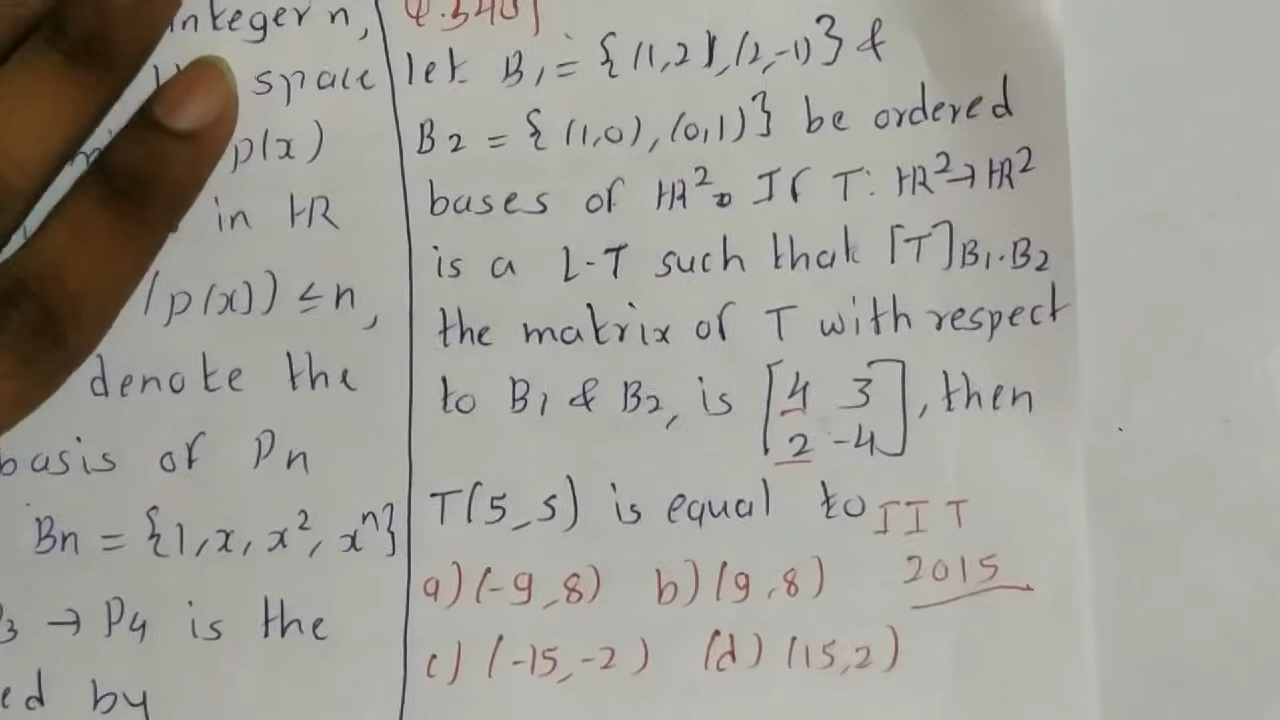 integer n,
space
p(x)
in IR
(p(x)) ≤ n,
denote the
basis of Pn
Bn = {1, x, x², xⁿ}
P3 → P4 is the
ed by
let B1 = {(1,2), (2,-1)} &
B2 = {(1,0), (0,1)} be ordered
bases of IR². If T: IR² → IR²
is a L-T such that [T]B1.B2
the matrix of T with respect
to B1 & B2, is [4 3
2 -4], then
T(5,5) is equal to IIT
2015
a) (-9,8) b) (9,8)
c) (-15,-2) (d) (15,2)